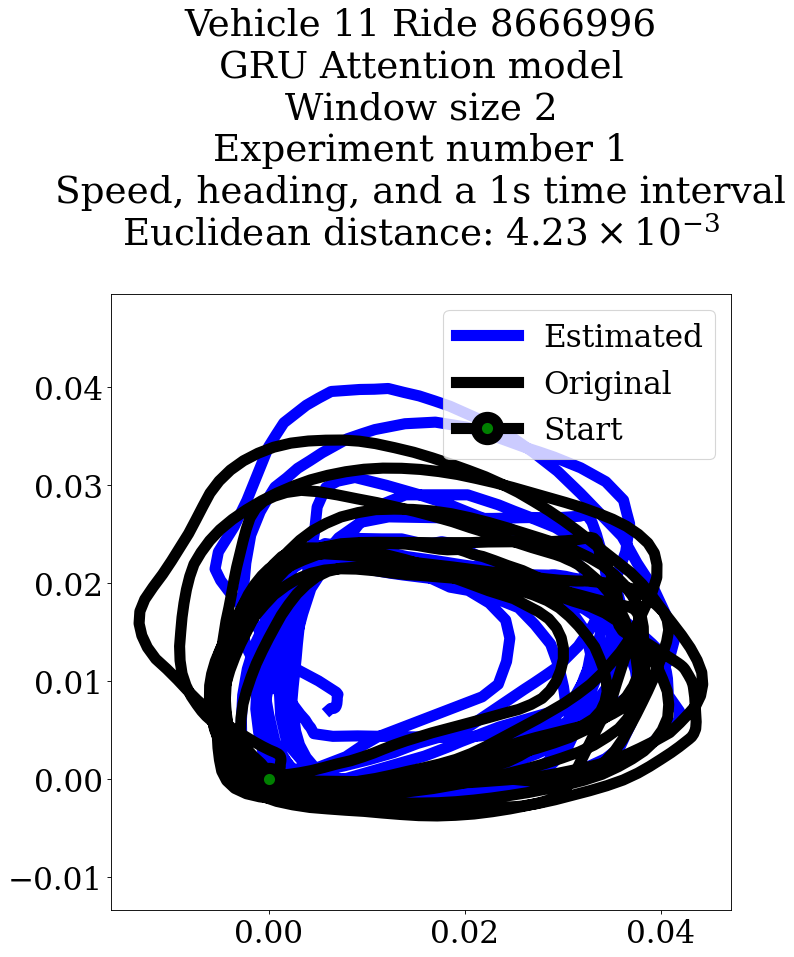 Vehicle 11 Ride 8666996
GRU Attention model
Window size 2
Experiment number 1
Speed, heading, and a 1s time interval
Euclidean distance: 4.23 × 10⁻³
Estimated
Original
Start
0.04
0.03
0.02
0.01
0.00
−0.01
0.00 0.02 0.04